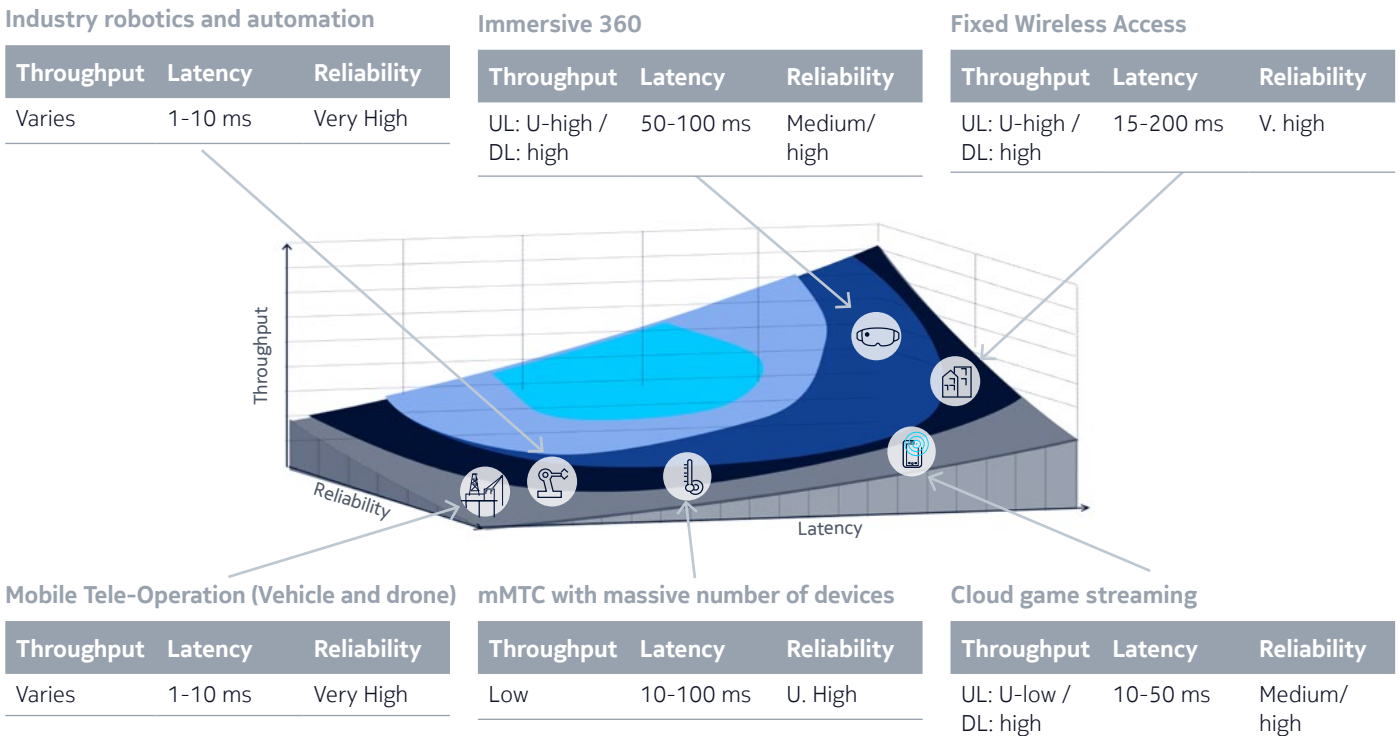 Industry robotics and automation
Throughput Latency Reliability
Varies 1-10 ms Very High
Immersive 360
Throughput Latency Reliability
UL: U-high / 50-100 ms Medium/
DL: high high
Fixed Wireless Access
Throughput Latency Reliability
UL: U-high / 15-200 ms V. high
DL: high
Throughput
Reliability
Latency
Mobile Tele-Operation (Vehicle and drone)
Throughput Latency Reliability
Varies 1-10 ms Very High
mMTC with massive number of devices
Throughput Latency Reliability
Low 10-100 ms U. High
Cloud game streaming
Throughput Latency Reliability
UL: U-low / 10-50 ms Medium/
DL: high high